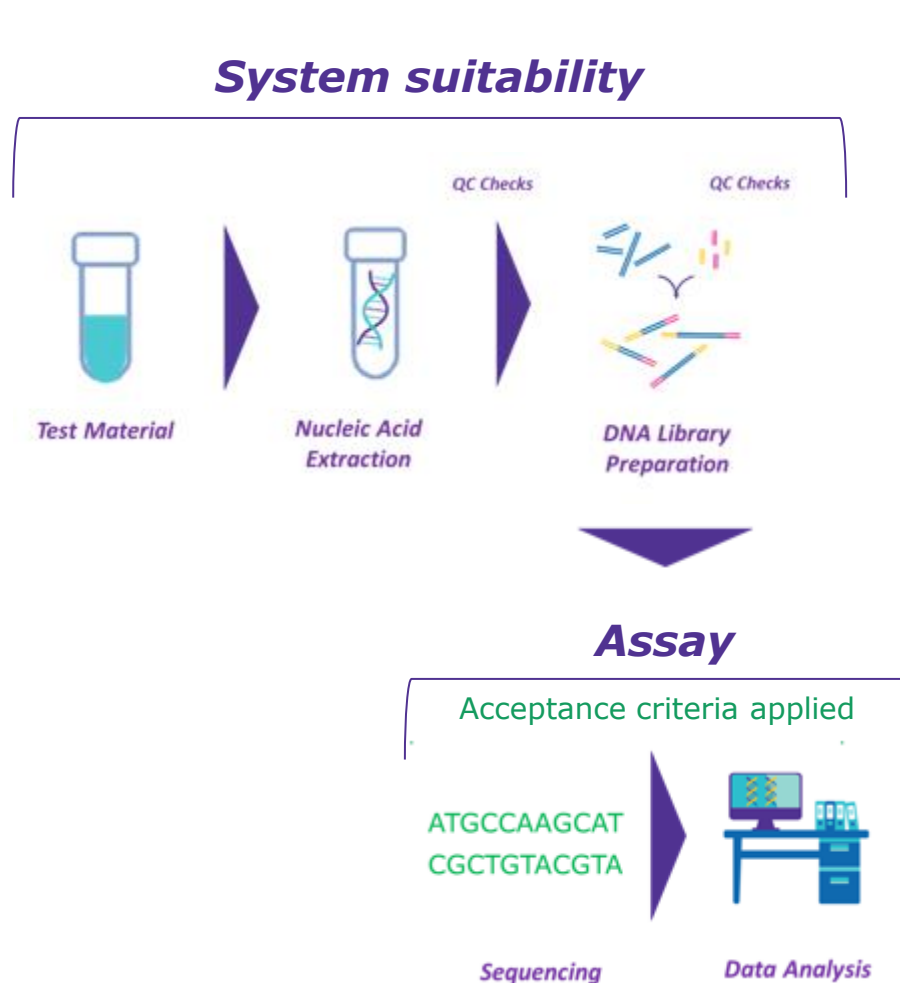 System suitability
QC Checks
QC Checks
Test Material
Nucleic Acid
Extraction
DNA Library
Preparation
Assay
Acceptance criteria applied
ATGCCAAGCAT
CGCTGTACGTA
Sequencing
Data Analysis